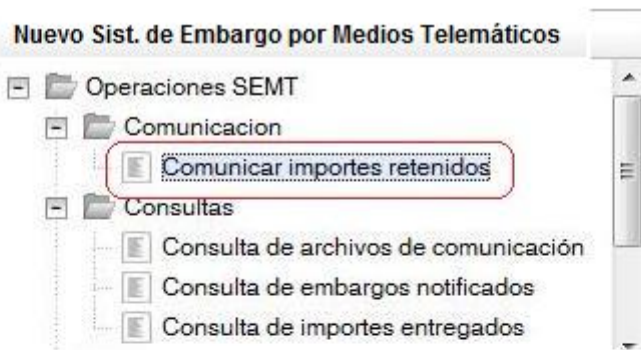 Nuevo Sist. de Embargo por Medios Telemáticos
Operaciones SEMT
Comunicacion
Comunicar importes retenidos
Consultas
Consulta de archivos de comunicación
Consulta de embargos notificados
Consulta de importes entregados